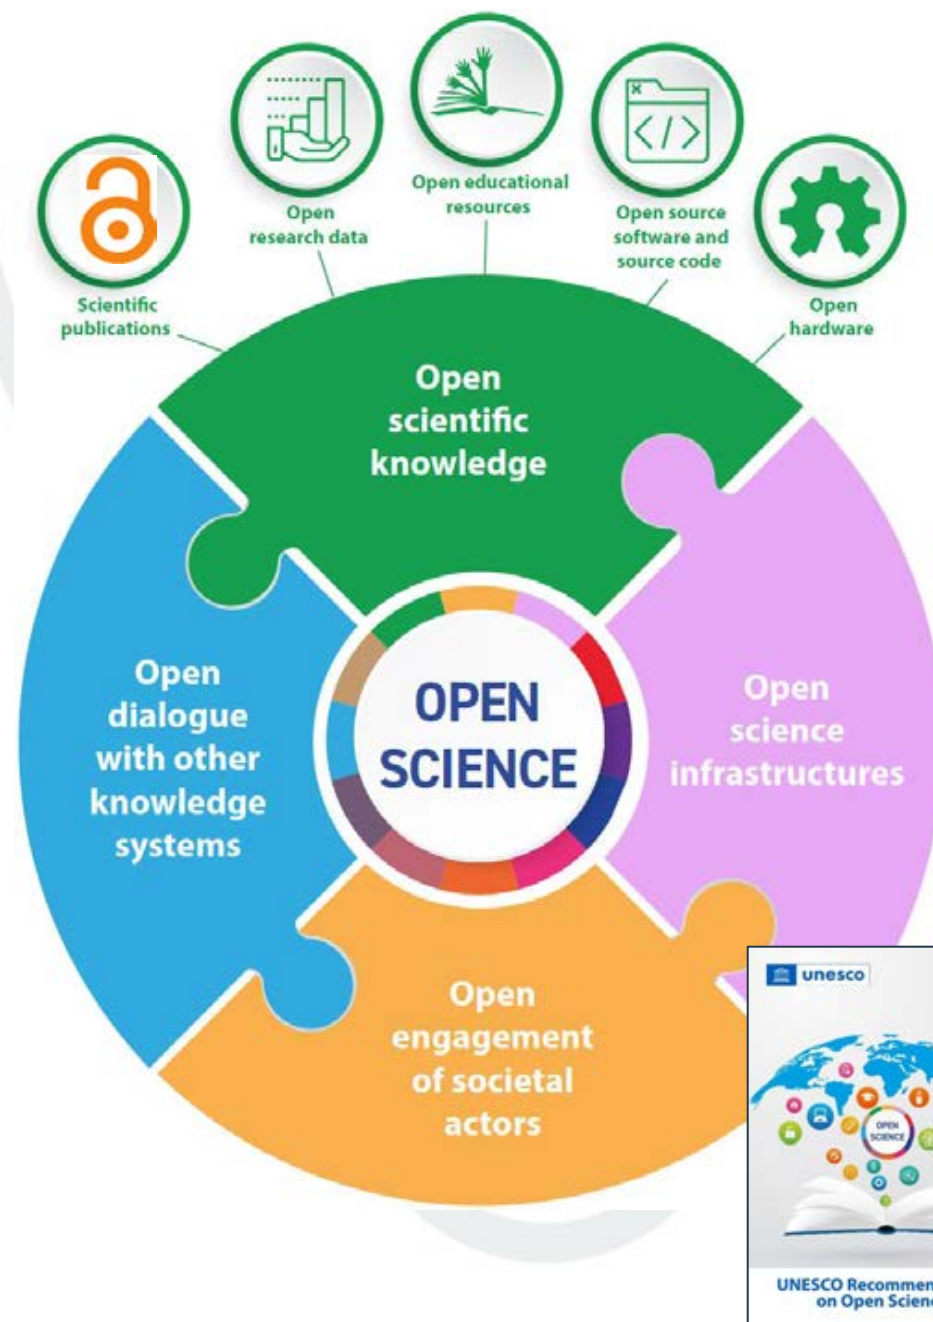 Open educational
resources
Open
research data
Open source
software and
source code
Scientific
publications
Open
hardware
</>
Open
scientific
knowledge
Open
dialogue
with other
knowledge
systems
OPEN
SCIENCE
Open
science
infrastructures
Open
engagement
of societal
actors
unesco
OPEN
SCIENCE
UNESCO Recommen
on Open Scien